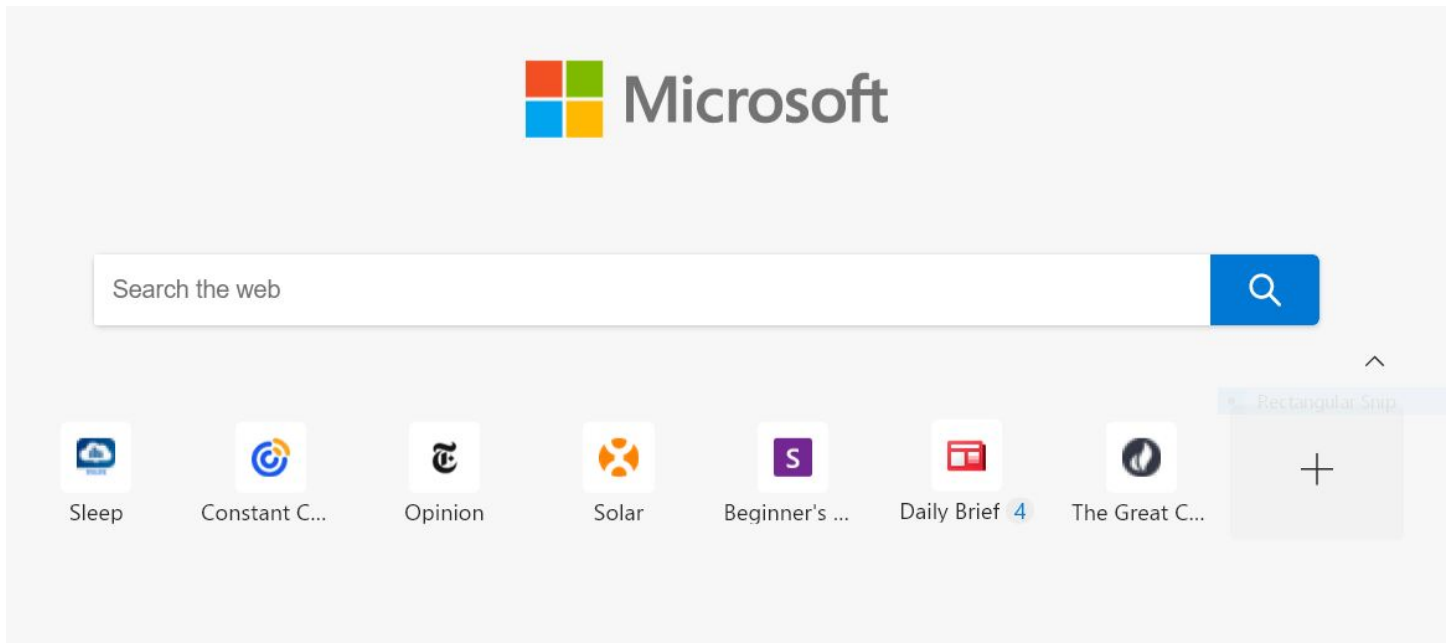 Microsoft
Search the web
Rectangular Snip
Sleep
Constant C...
Opinion
Solar
S
Beginner's ...
Daily Brief 4
The Great C...